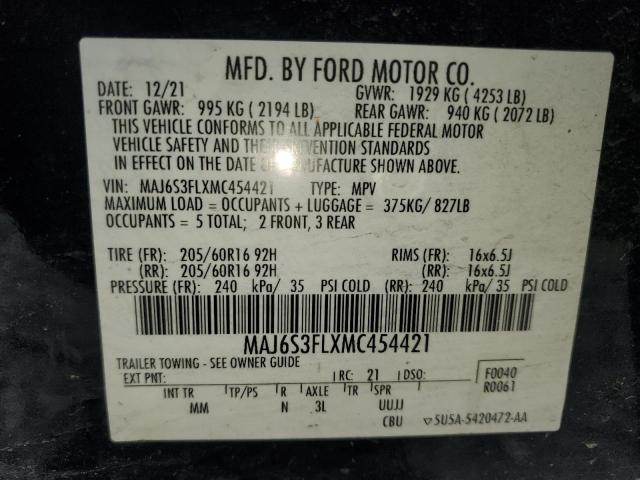 MFD. BY FORD MOTOR CO.
DATE: 12/21 GVWR: 1929 KG ( 4253 LB)
FRONT GAWR: 995 KG ( 2194 LB) REAR GAWR: 940 KG ( 2072 LB)
THIS VEHICLE CONFORMS TO ALL APPLICABLE FEDERAL MOTOR
VEHICLE SAFETY AND THEFT PREVENTION STANDARDS
IN EFFECT ON THE DATE OF MANUFACTURE SHOWN ABOVE.
VIN: MAJ6S3FLXMC454421 TYPE: MPV
MAXIMUM LOAD = OCCUPANTS + LUGGAGE = 375KG/ 827LB
OCCUPANTS = 5 TOTAL; 2 FRONT, 3 REAR
TIRE (FR): 205/60R16 92H RIMS (FR): 16x6.5J
(RR): 205/60R16 92H (RR): 16x6.5J
PRESSURE (FR): 240 kPa/ 35 PSI COLD (RR): 240 kPa/ 35 PSI COLD
MAJ6S3FLXMC454421
TRAILER TOWING - SEE OWNER GUIDE
EXT PNT: RC: 21 DSO: F0040
R0061
INT TR TP/PS R AXLE TR SPR
MM N 3L UUJJ
CBU ▽5U5A-5420472-AA